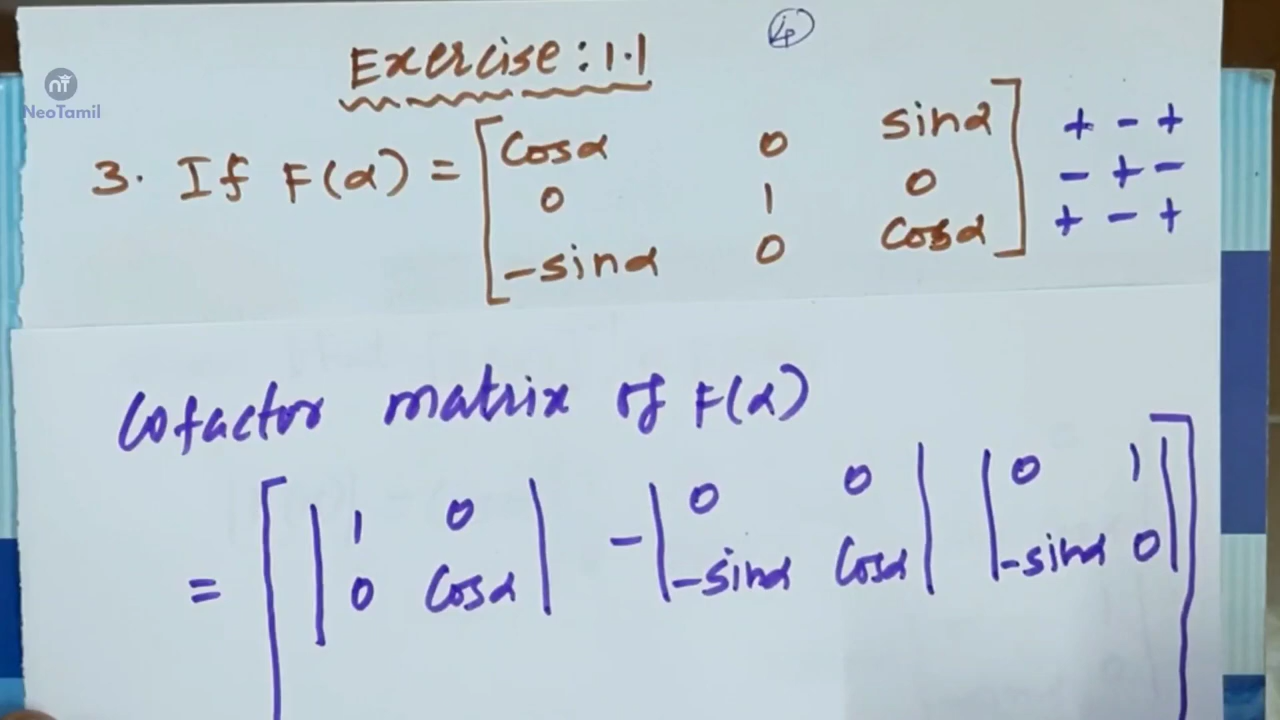 4
Exercise: 1.1
nT
NeoTamil
3. If F(α) = [ cosα 0 sinα ] + - +
0 1 0 - + -
-sinα 0 cosα + - +
Cofactor matrix of F(α)
= [ | 1 0 | - | 0 0 | | 0 1 | ]
0 cosα -sinα cosα -sinα 0